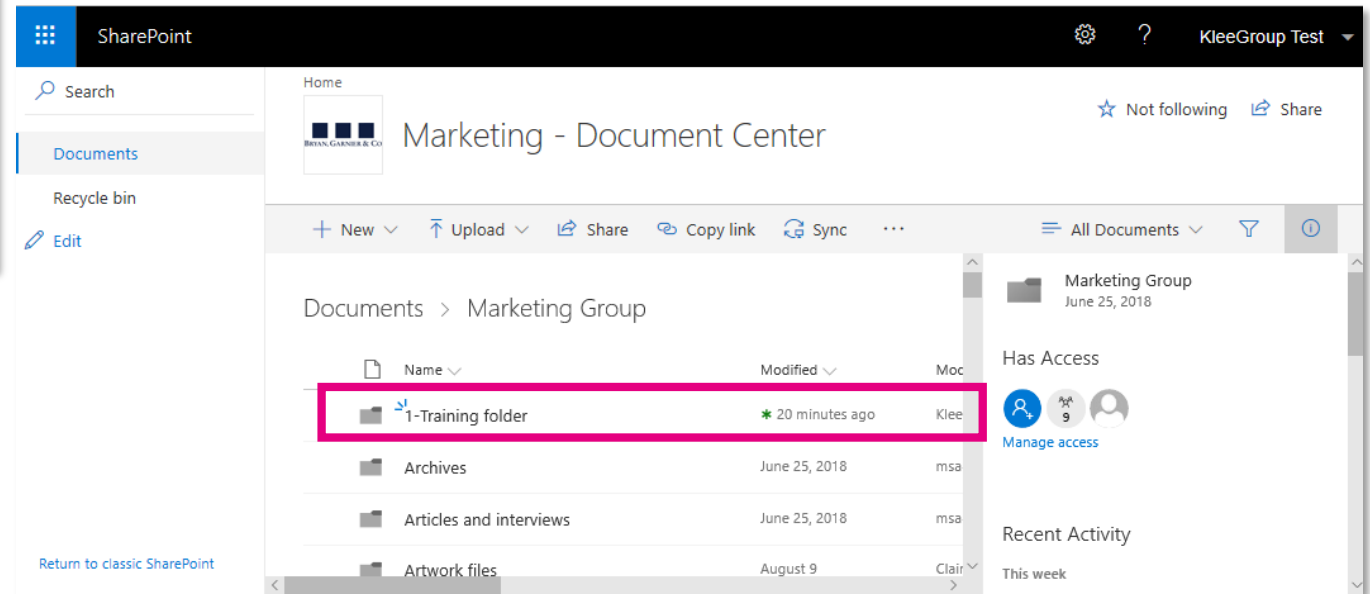 SharePoint
?
KleeGroup Test
Search
Documents
Recycle bin
Edit
Return to classic SharePoint
Home
BRYAN, GARNIER & CO
Marketing - Document Center
Not following
Share
New
Upload
Share
Copy link
Sync
...
All Documents
Documents > Marketing Group
Name Modified Moc
1-Training folder 20 minutes ago Klee
Archives June 25, 2018 msa
Articles and interviews June 25, 2018 msa
Artwork files August 9 Clair
Marketing Group
June 25, 2018
Has Access
9
Manage access
Recent Activity
This week